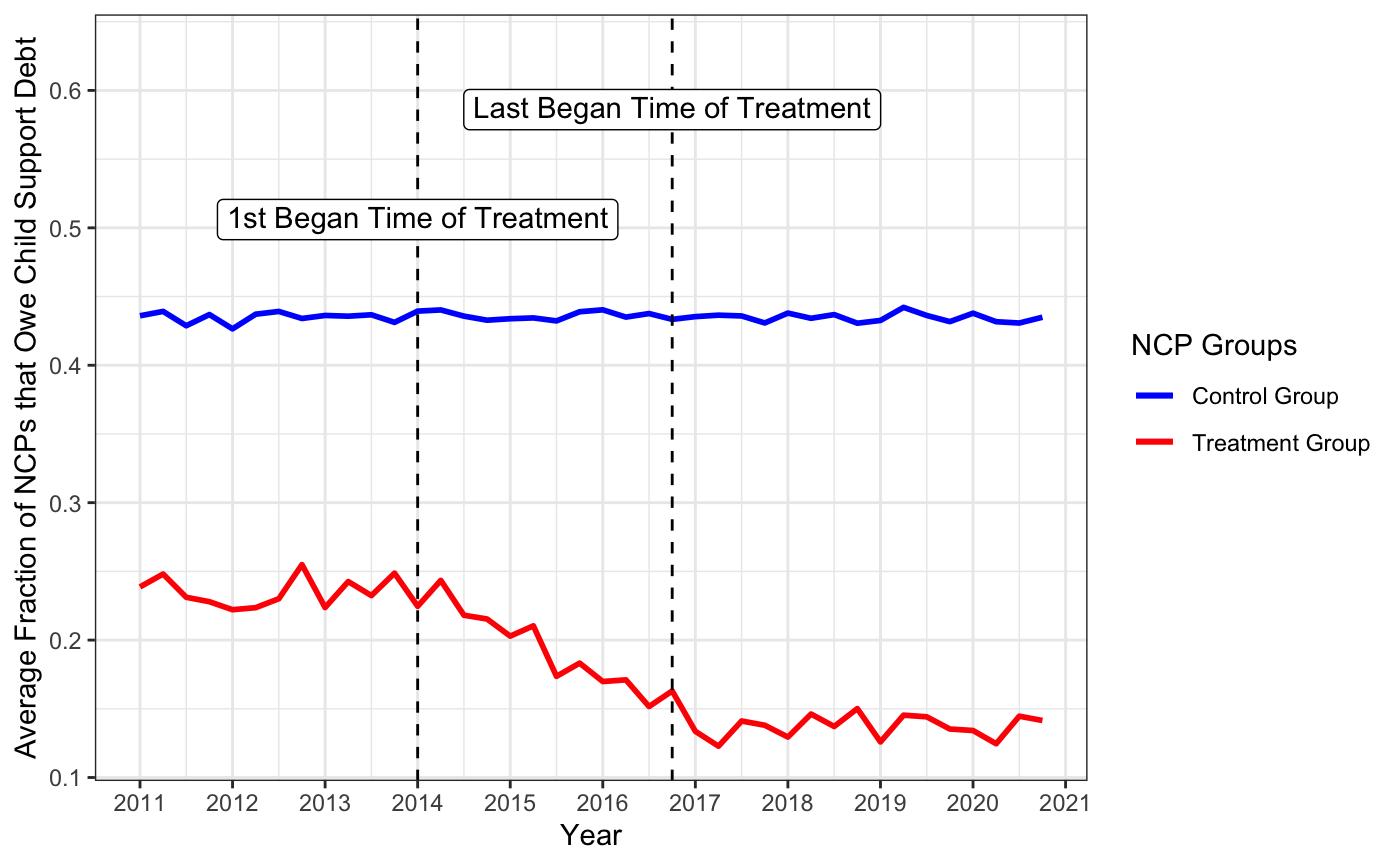 Average Fraction of NCPs that Owe Child Support Debt
0.6
0.5
0.4
0.3
0.2
0.1
Last Began Time of Treatment
1st Began Time of Treatment
2011 2012 2013 2014 2015 2016 2017 2018 2019 2020 2021
Year
NCP Groups
Control Group
Treatment Group